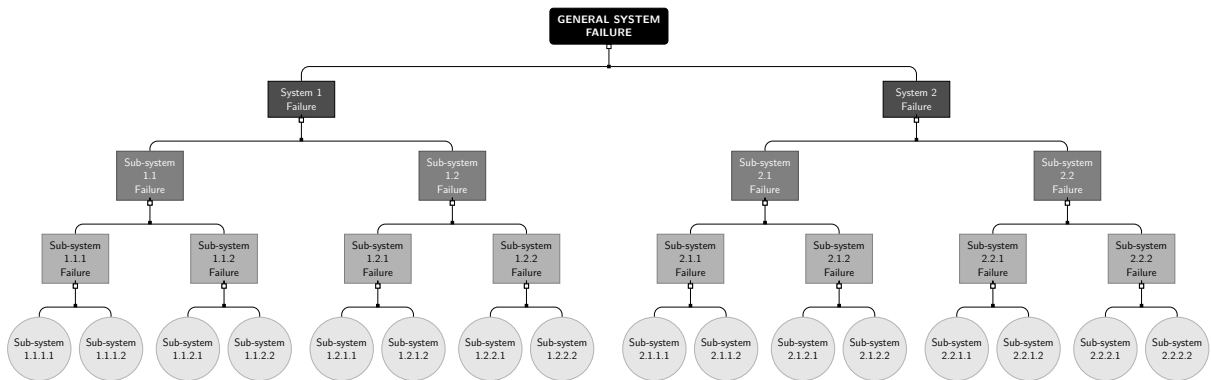 GENERAL SYSTEM
FAILURE
System 1
Failure
System 2
Failure
Sub-system
1.1
Failure
Sub-system
1.2
Failure
Sub-system
2.1
Failure
Sub-system
2.2
Failure
Sub-system
1.1.1
Failure
Sub-system
1.1.2
Failure
Sub-system
1.2.1
Failure
Sub-system
1.2.2
Failure
Sub-system
2.1.1
Failure
Sub-system
2.1.2
Failure
Sub-system
2.2.1
Failure
Sub-system
2.2.2
Failure
Sub-system
1.1.1.1
Sub-system
1.1.1.2
Sub-system
1.1.2.1
Sub-system
1.1.2.2
Sub-system
1.2.1.1
Sub-system
1.2.1.2
Sub-system
1.2.2.1
Sub-system
1.2.2.2
Sub-system
2.1.1.1
Sub-system
2.1.1.2
Sub-system
2.1.2.1
Sub-system
2.1.2.2
Sub-system
2.2.1.1
Sub-system
2.2.1.2
Sub-system
2.2.2.1
Sub-system
2.2.2.2